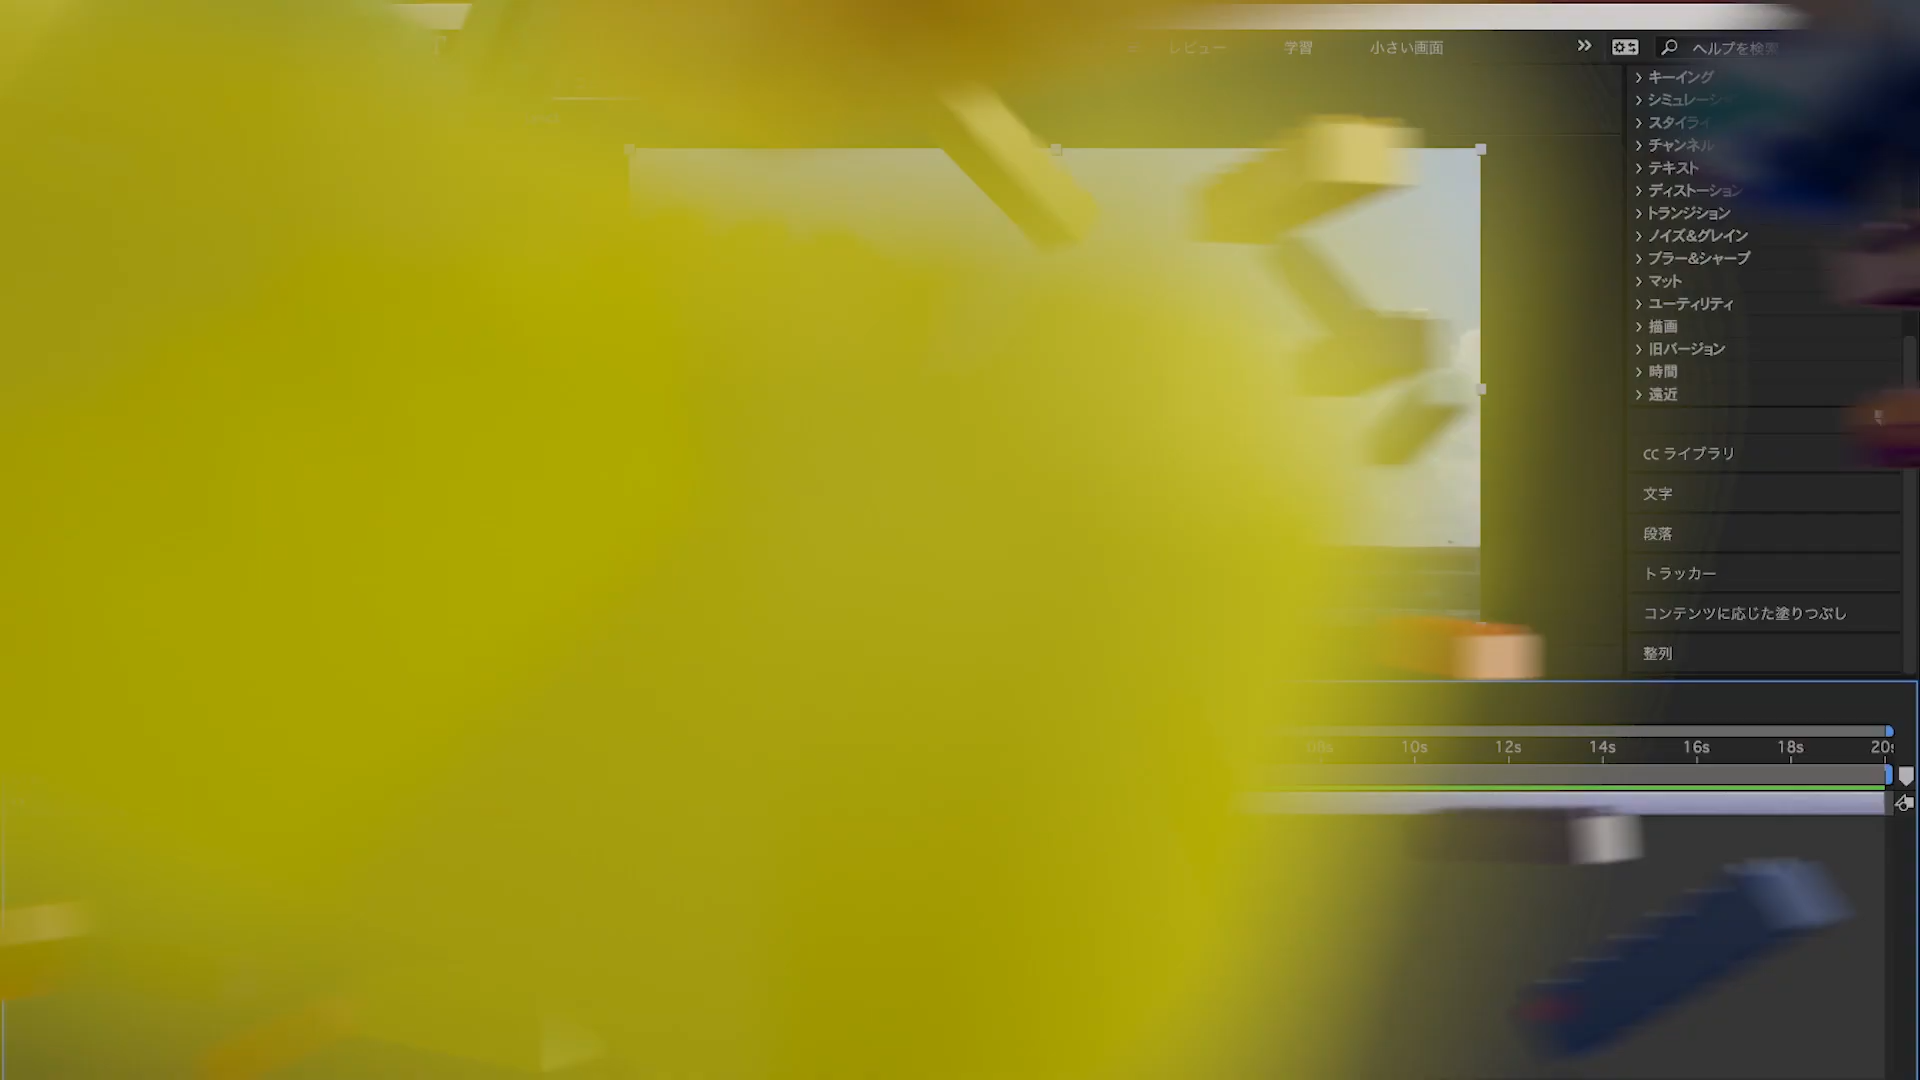 レビュー
学習
小さい画面
ヘルプを検索
キーイング
シミュレーシ
スタイライ
チャンネル
テキスト
ディストーション
トランジション
ノイズ&グレイン
ブラー&シャープ
マット
ユーティリティ
描画
旧バージョン
時間
遠近
CC ライブラリ
文字
段落
トラッカー
コンテンツに応じた塗りつぶし
整列
08s
10s
12s
14s
16s
18s
20s